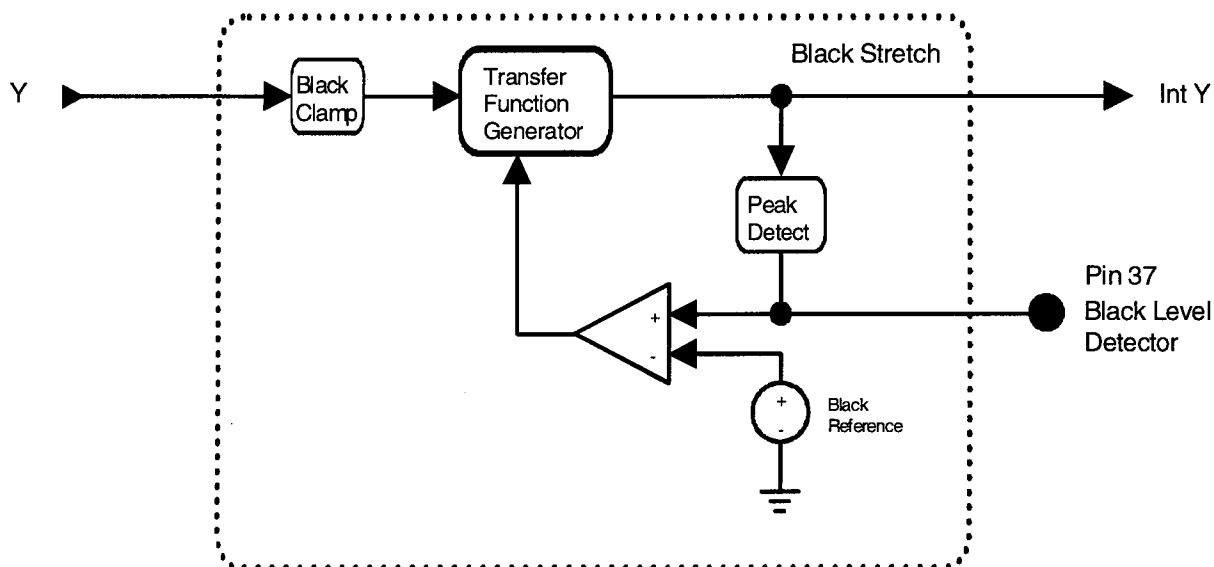 Black Stretch
Y
Black
Clamp
Transfer
Function
Generator
Int Y
Peak
Detect
Pin 37
Black Level
Detector
+
-
+
-
Black
Reference